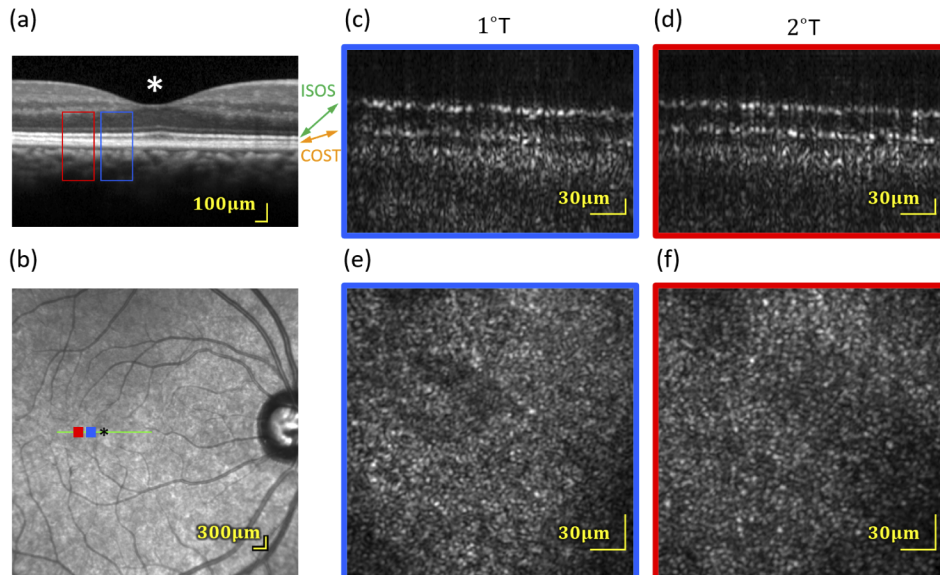 (a)
*
100µm
ISOS
COST
(c)
1°T
30µm
(d)
2°T
30µm
(b)
*
300µm
(e)
30µm
(f)
30µm